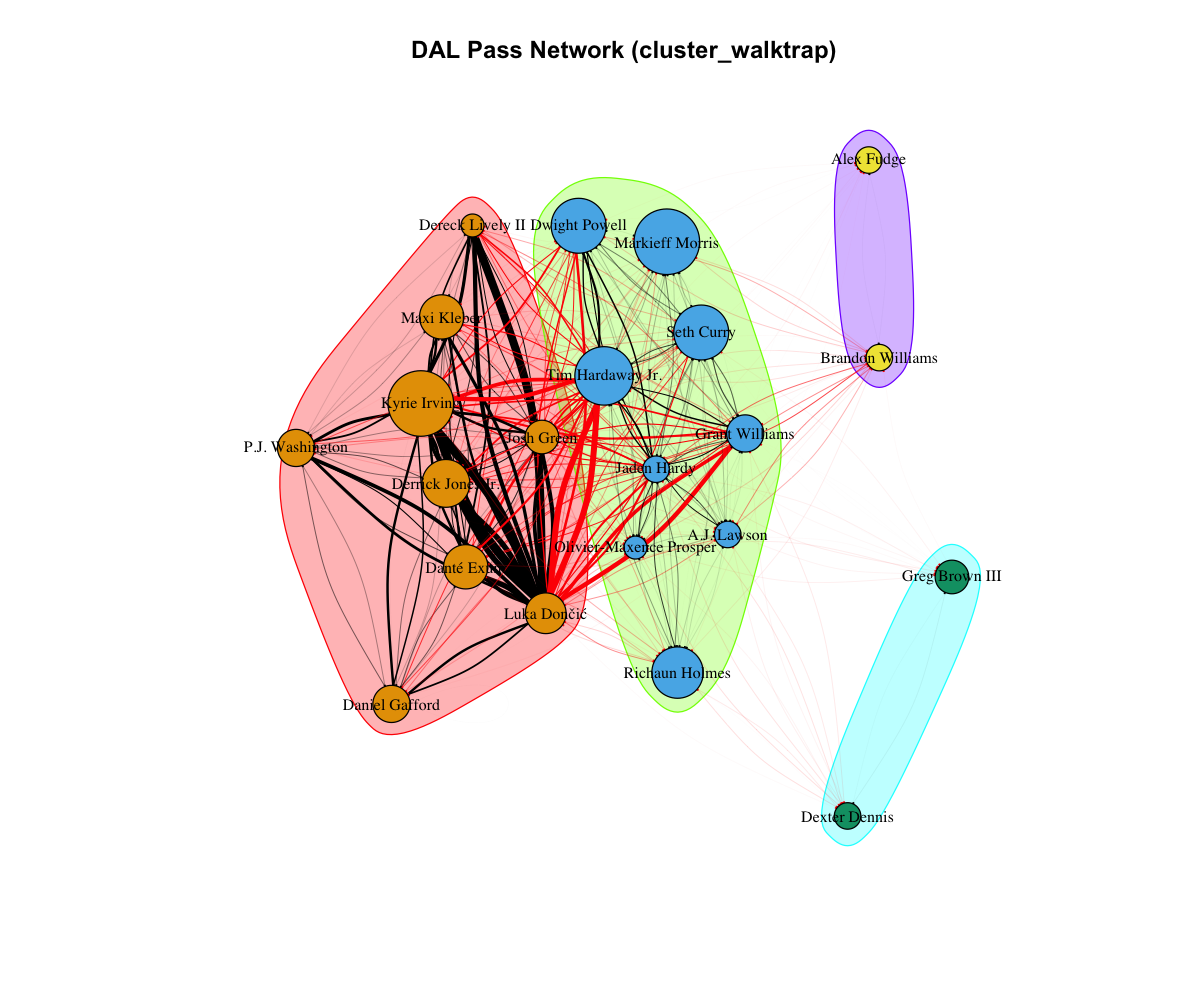 DAL Pass Network (cluster_walktrap)
Alex Fudge
Dereck Lively II
Dwight Powell
Markieff Morris
Maxi Kleber
Seth Curry
Brandon Williams
Tim Hardaway Jr.
Kyrie Irving
Josh Green
Grant Williams
P.J. Washington
Jaden Hardy
Derrick Jones Jr.
A.J. Lawson
Olivier-Maxence Prosper
Danté Exum
Greg Brown III
Luka Dončić
Richaun Holmes
Daniel Gafford
Dexter Dennis